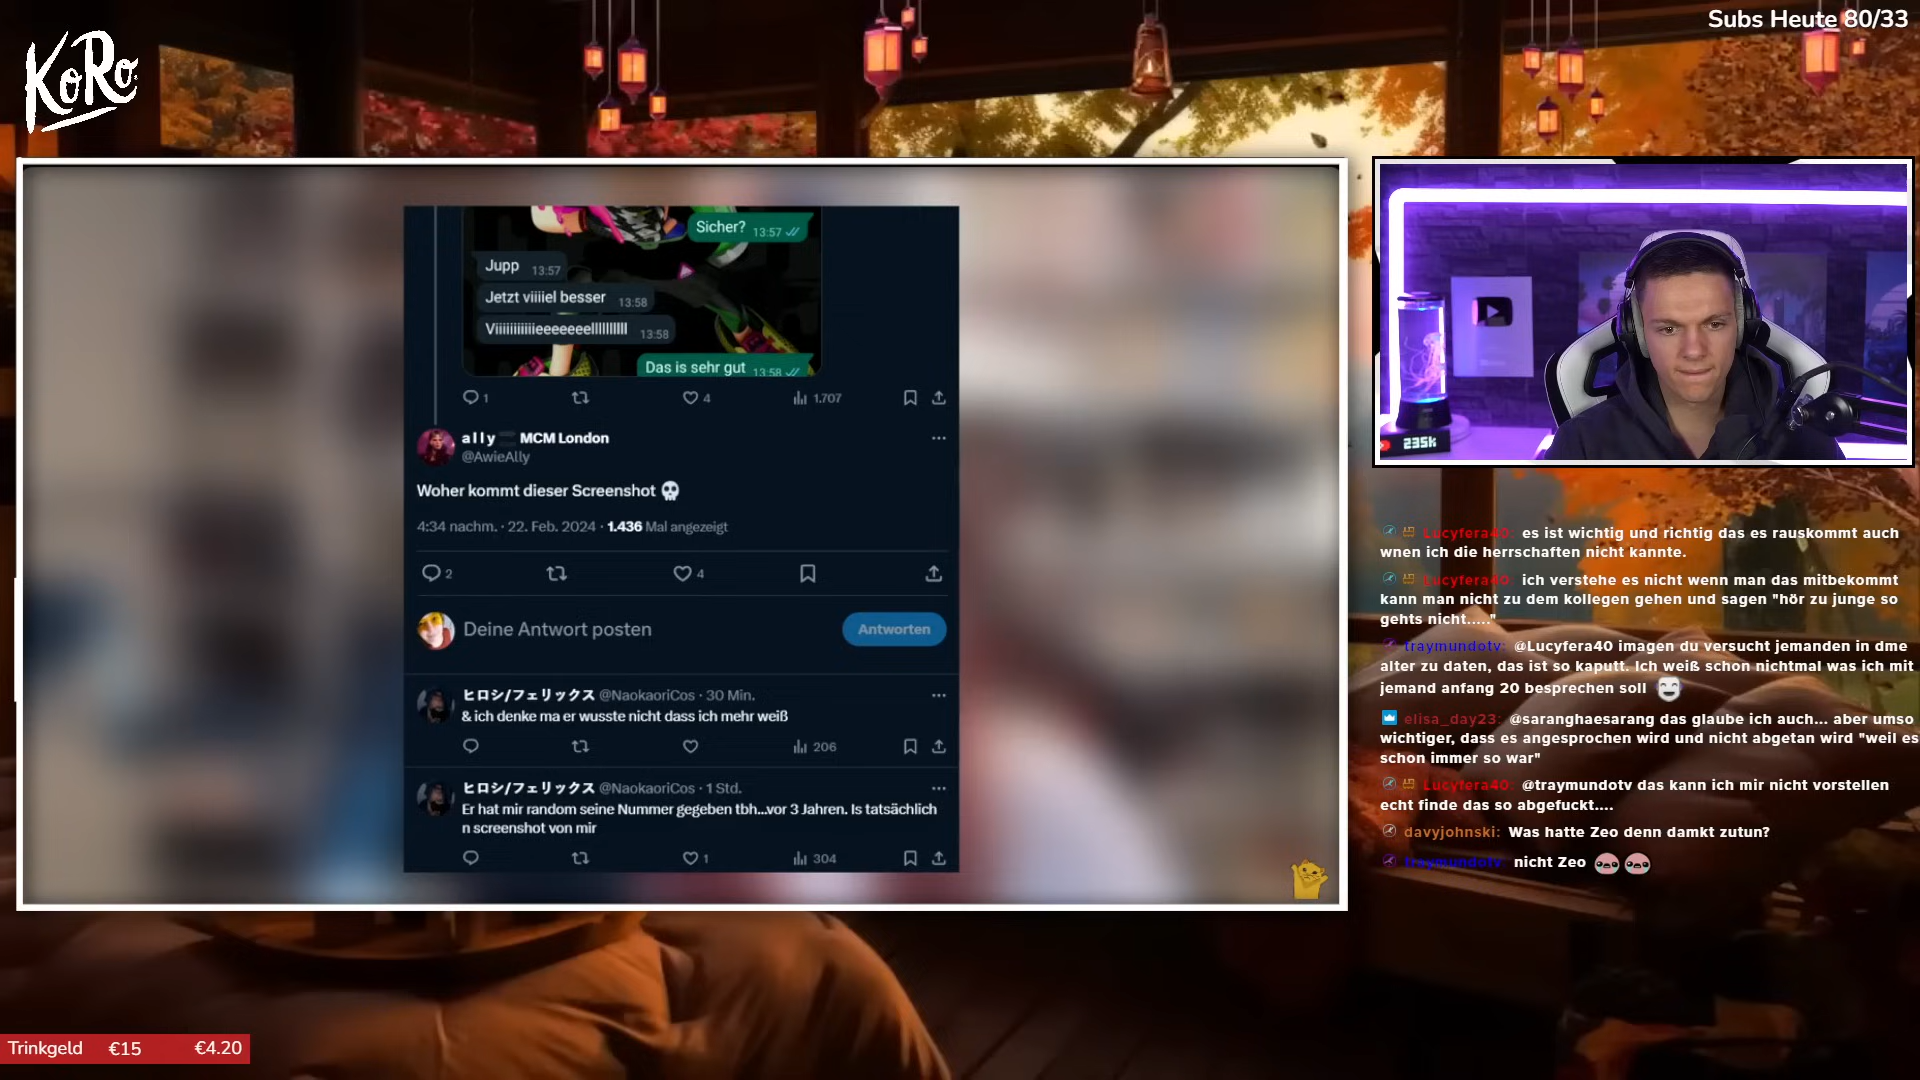 KoRo
Subs Heute 80/33
Sicher? 13:57
Jupp 13:57
Jetzt viiiiel besser 13:58
Viiiiiiiiiiieeeeeeellllllllll 13:58
Das is sehr gut 13:58
1 4 1.707
ally MCM London
@AwieAlly
Woher kommt dieser Screenshot 💀
4:34 nachm. · 22. Feb. 2024 · 1.436 Mal angezeigt
2 4
Deine Antwort posten
Antworten
ヒロシ/フェリックス @NaokaoriCos · 30 Min.
& ich denke ma er wusste nicht dass ich mehr weiß
206
ヒロシ/フェリックス @NaokaoriCos · 1 Std.
Er hat mir random seine Nummer gegeben tbh...vor 3 Jahren. Is tatsächlich
n screenshot von mir
1 304
235k
Lucyfera40: es ist wichtig und richtig das es rauskommt auch
wnen ich die herrschaften nicht kannte.
Lucyfera40: ich verstehe es nicht wenn man das mitbekommt
kann man nicht zu dem kollegen gehen und sagen "hör zu junge so
gehts nicht....."
traymundotv: @Lucyfera40 imagen du versucht jemanden in dme
alter zu daten, das ist so kaputt. Ich weiß schon nichtmal was ich mit
jemand anfang 20 besprechen soll
elisa_day23: @saranghaesarang das glaube ich auch... aber umso
wichtiger, dass es angesprochen wird und nicht abgetan wird "weil es
schon immer so war"
Lucyfera40: @traymundotv das kann ich mir nicht vorstellen
echt finde das so abgefuckt....
davyjohnski: Was hatte Zeo denn damkt zutun?
traymundotv: nicht Zeo
Trinkgeld €15 €4.20